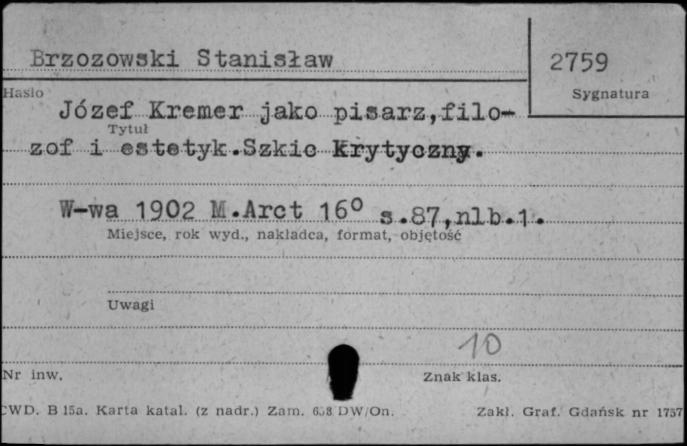 Brzozowski Stanisław
2759
Hasło
Sygnatura
Józef Kremer jako pisarz,filo-
Tytuł
zof i estetyk.Szkic Krytyczny.
W-wa 1902 M.Arct 16° s.87,nlb.1.
Miejsce, rok wyd., nakładca, format, objętość
Uwagi
10
Nr inw.
Znak klas.
CWD. B 15a. Karta katal. (z nadr.) Zam. 658 DW/On.
Zakł. Graf. Gdańsk nr 1757